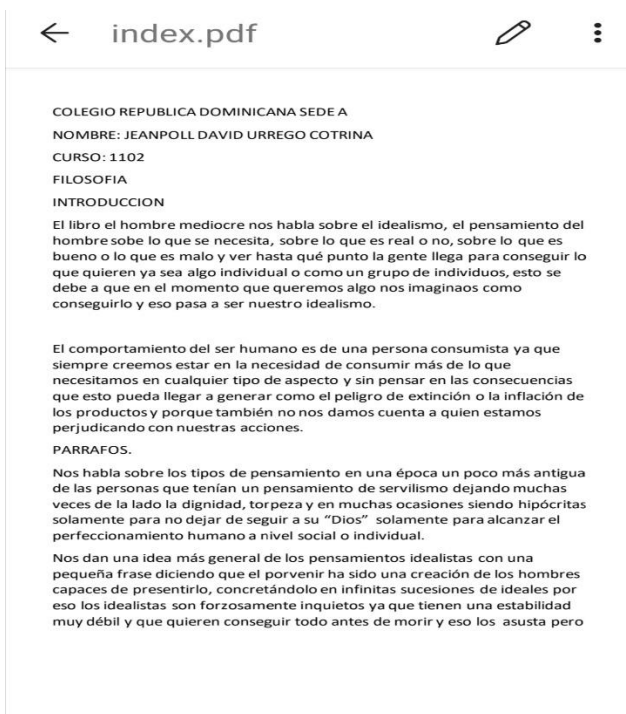 index.pdf
COLEGIO REPUBLICA DOMINICANA SEDE A
NOMBRE: JEANPOLL DAVID URREGO COTRINA
CURSO: 1102
FILOSOFIA
INTRODUCCION
El libro el hombre mediocre nos habla sobre el idealismo, el pensamiento del
hombre sobe lo que se necesita, sobre lo que es real o no, sobre lo que es
bueno o lo que es malo y ver hasta qué punto la gente llega para conseguir lo
que quieren ya sea algo individual o como un grupo de individuos, esto se
debe a que en el momento que queremos algo nos imaginaos como
conseguirlo y eso pasa a ser nuestro idealismo.
El comportamiento del ser humano es de una persona consumista ya que
siempre creemos estar en la necesidad de consumir más de lo que
necesitamos en cualquier tipo de aspecto y sin pensar en las consecuencias
que esto pueda llegar a generar como el peligro de extinción o la inflación de
los productos y porque también no nos damos cuenta a quien estamos
perjudicando con nuestras acciones.
PARRAFOS.
Nos habla sobre los tipos de pensamiento en una época un poco más antigua
de las personas que tenían un pensamiento de servilismo dejando muchas
veces de la lado la dignidad, torpeza y en muchas ocasiones siendo hipócritas
solamente para no dejar de seguir a su “Dios” solamente para alcanzar el
perfeccionamiento humano a nivel social o individual.
Nos dan una idea más general de los pensamientos idealistas con una
pequeña frase diciendo que el porvenir ha sido una creación de los hombres
capaces de presentirlo, concretándolo en infinitas sucesiones de ideales por
eso los idealistas son forzosamente inquietos ya que tienen una estabilidad
muy débil y que quieren conseguir todo antes de morir y eso los asusta pero